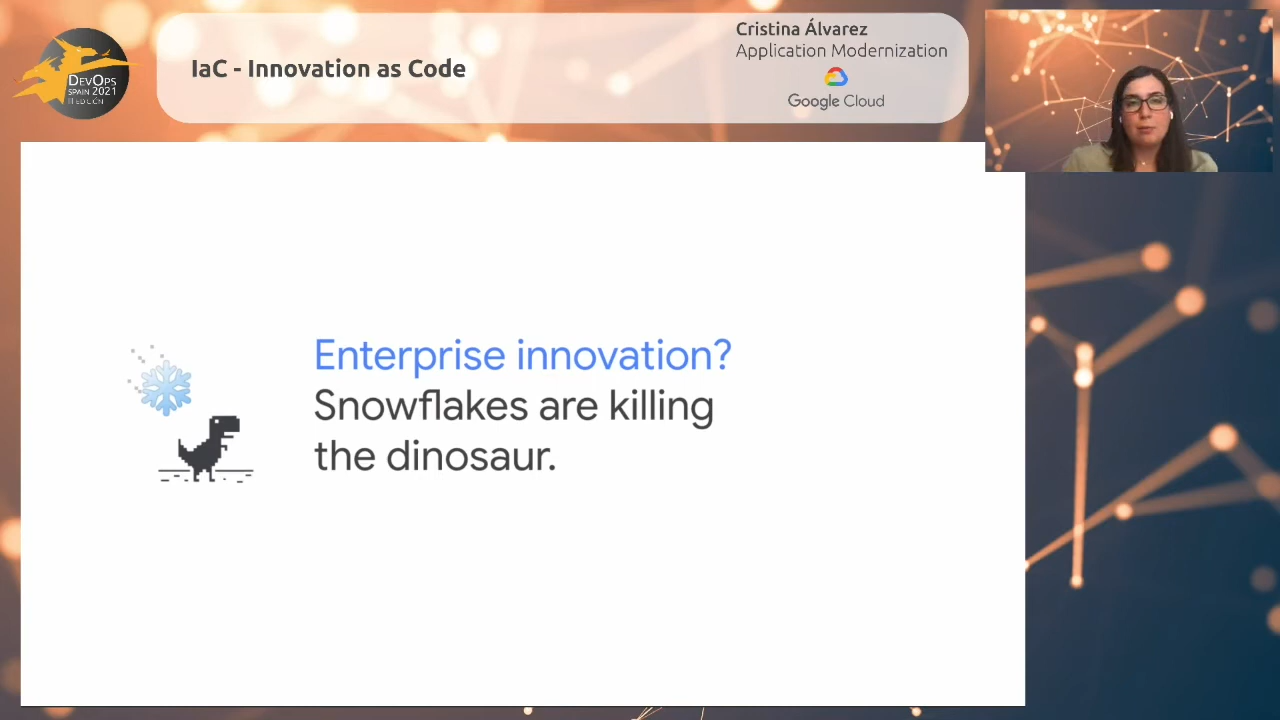 DEVOPS
SPAIN 2021
IaC - Innovation as Code
Cristina Álvarez
Application Modernization
Google Cloud
Enterprise innovation?
Snowflakes are killing
the dinosaur.